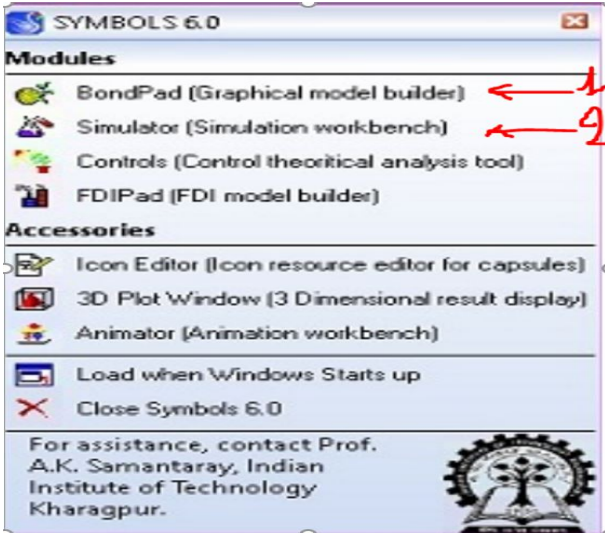 SYMBOLS 6.0
Modules
BondPad (Graphical model builder)
1
Simulator (Simulation workbench)
2
Controls (Control theoritical analysis tool)
FDIPad (FDI model builder)
Accessories
Icon Editor (Icon resource editor for capsules)
3D Plot Window (3 Dimensional result display)
Animator (Animation workbench)
Load when Windows Starts up
Close Symbols 6.0
For assistance, contact Prof.
A.K. Samantaray, Indian
Institute of Technology
Kharagpur.